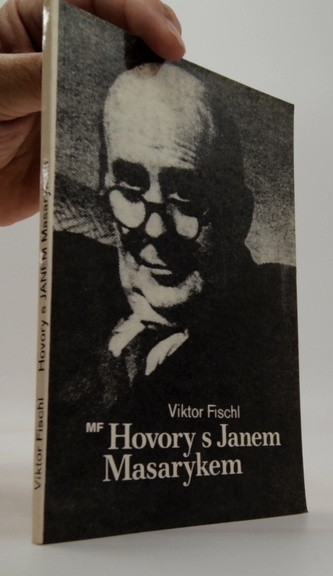 Viktor Fischl
MF Hovory s Janem
Masarykem
Viktor Fischl Hovory s JANEM Masarykem